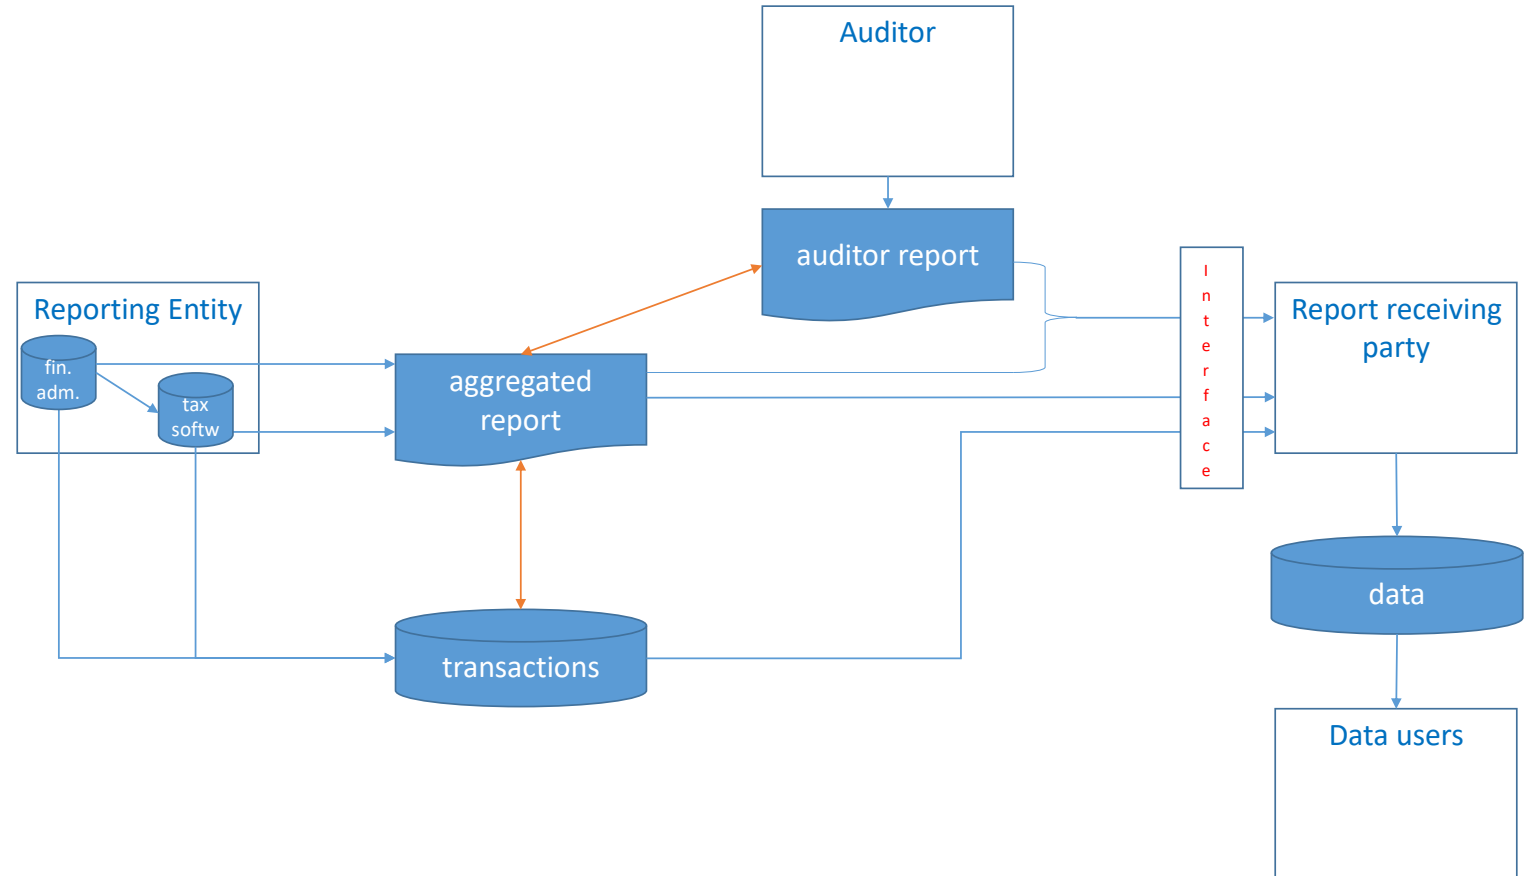 Auditor
auditor report
Reporting Entity
fin.
adm.
tax
softw
aggregated
report
transactions
I
n
t
e
r
f
a
c
e
Report receiving
party
data
Data users